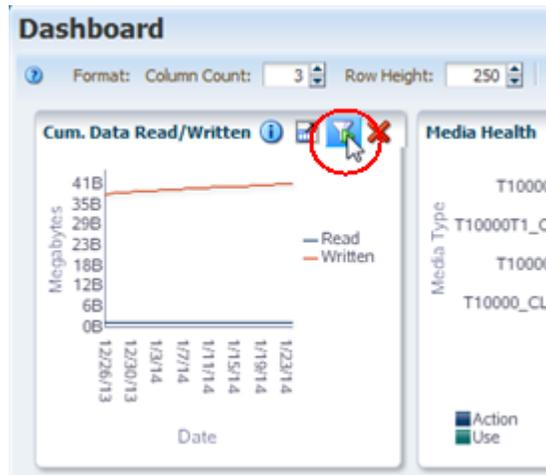 Dashboard
Format: Column Count: 3 Row Height: 250
Cum. Data Read/Written
Media Health
41B
35B
29B
23B
18B
12B
6B
0B
Megabytes
Read
Written
12/26/13
12/30/13
1/3/14
1/7/14
1/11/14
1/15/14
1/19/14
1/23/14
Date
Media Type
T1000
T10000T1_C
T1000
T10000_CL
Action
Use